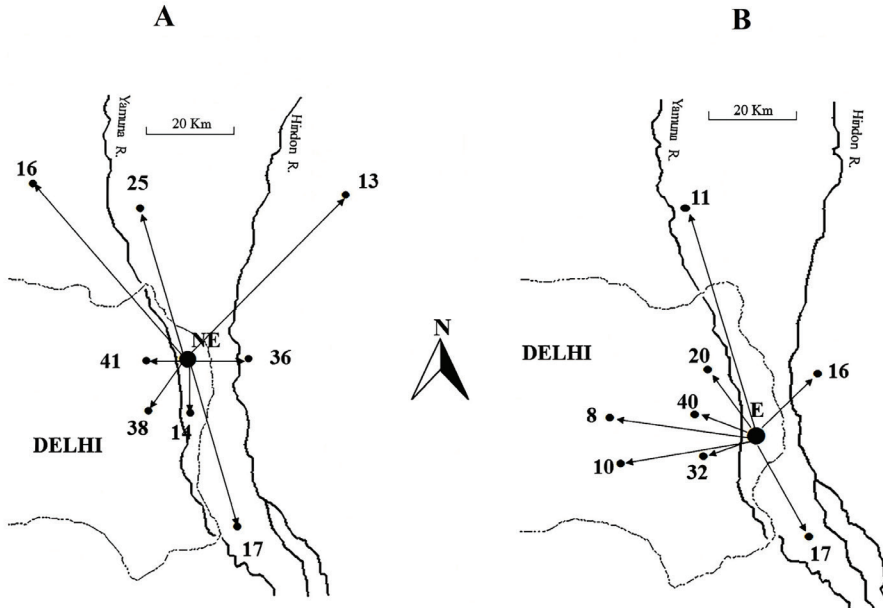 A
B
Yamuna R.
20 Km
Hindon R.
Yamuna R.
20 Km
Hindon R.
16
25
13
11
NE
N
41
36
DELHI
20
16
38
14
8
40
E
DELHI
10
32
17
17